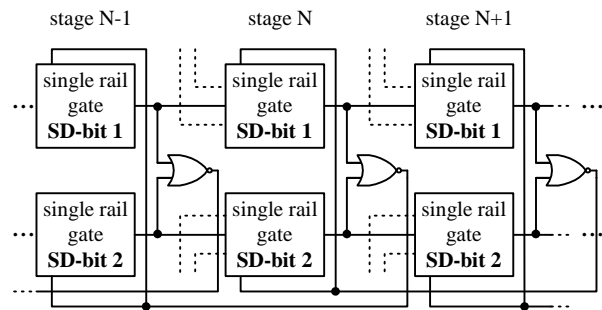 stage N-1
stage N
stage N+1
single rail
gate
SD-bit 1
single rail
gate
SD-bit 1
single rail
gate
SD-bit 1
single rail
gate
SD-bit 2
single rail
gate
SD-bit 2
single rail
gate
SD-bit 2